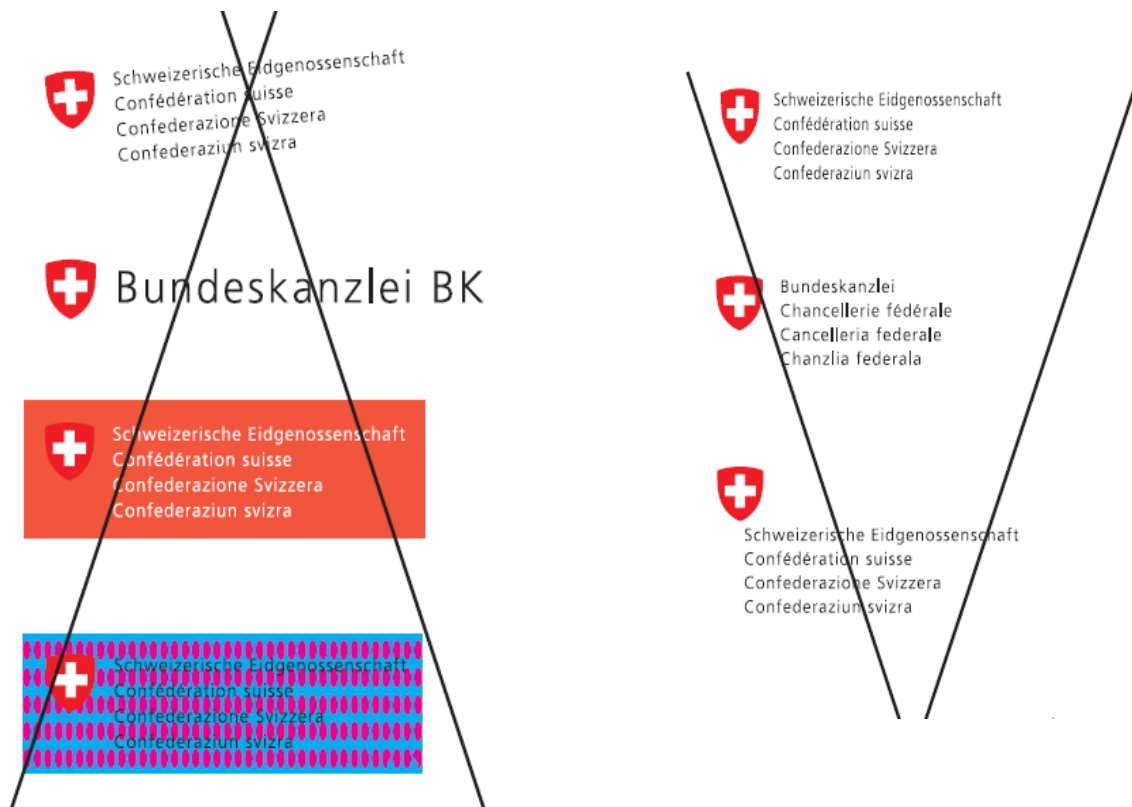 Schweizerische Eidgenossenschaft
Confédération suisse
Confederazione Svizzera
Confederaziun svizra
Bundeskanzlei BK
Schweizerische Eidgenossenschaft
Confédération suisse
Confederazione Svizzera
Confederaziun svizra
Schweizerische Eidgenossenschaft
Confédération suisse
Confederazione Svizzera
Confederaziun svizra
Schweizerische Eidgenossenschaft
Confédération suisse
Confederazione Svizzera
Confederaziun svizra
Bundeskanzlei
Chancellerie fédérale
Cancelleria federale
Chanzlia federala
Schweizerische Eidgenossenschaft
Confédération suisse
Confederazione Svizzera
Confederaziun svizra